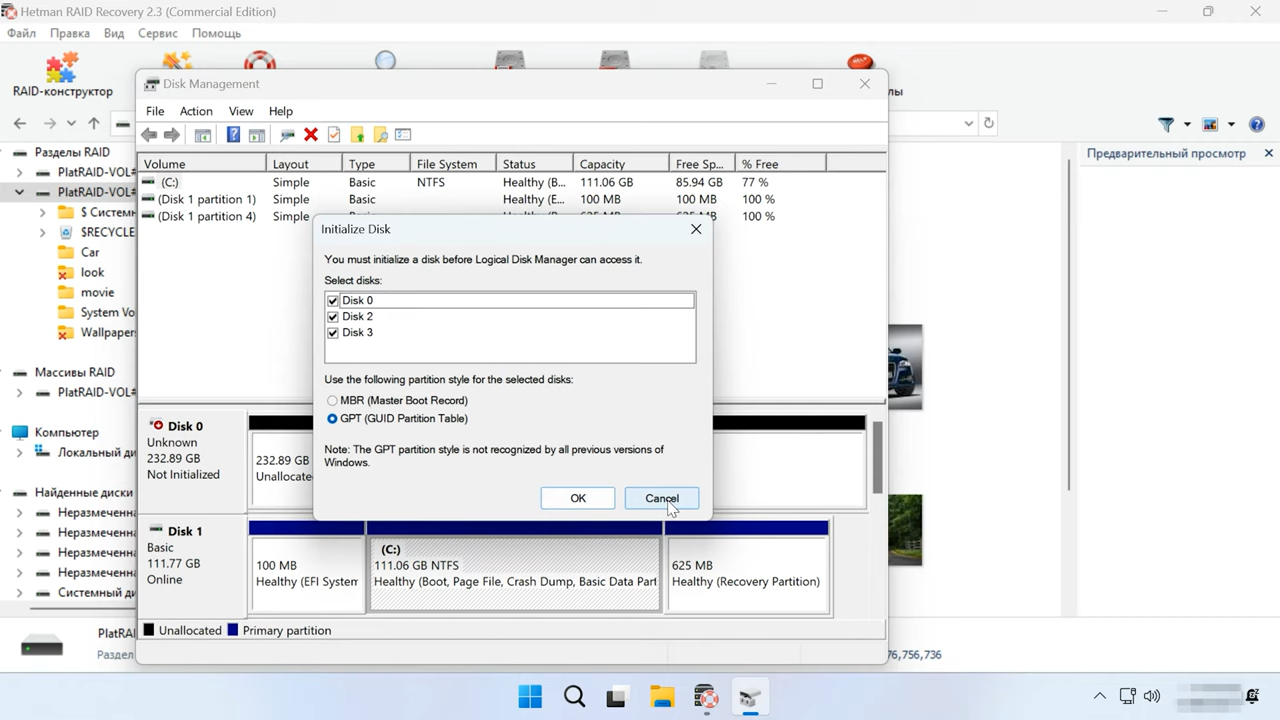 Hetman RAID Recovery 2.3 (Commercial Edition)
Файл Правка Вид Сервис Помощь
RAID-конструктор
Disk Management
File Action View Help
Volume Layout Type File System Status Capacity Free Sp... % Free
(C:) Simple Basic NTFS Healthy (B... 111.06 GB 85.94 GB 77 %
(Disk 1 partition 1) Simple Basic Healthy (E... 100 MB 100 MB 100 %
(Disk 1 partition 4) Simple Basic Healthy (R... 625 MB 625 MB 100 %
Initialize Disk
You must initialize a disk before Logical Disk Manager can access it.
Select disks:
Disk 0
Disk 2
Disk 3
Use the following partition style for the selected disks:
MBR (Master Boot Record)
GPT (GUID Partition Table)
Note: The GPT partition style is not recognized by all previous versions of
Windows.
OK Cancel
Disk 0
Unknown
232.89 GB
Not Initialized
232.89 GB
Unallocate
Disk 1
Basic
111.77 GB
Online
100 MB
Healthy (EFI System
(C:)
111.06 GB NTFS
Healthy (Boot, Page File, Crash Dump, Basic Data Part
625 MB
Healthy (Recovery Partition)
Unallocated Primary partition
Разделы RAID
PlatRAID-VOL#
PlatRAID-VOL#
$ Систем
$RECYCLE
Car
look
movie
System Vo
Wallpaper
Массивы RAID
PlatRAID-VOL#
Компьютер
Локальный ди
Найденные диски
Неразмеченна
Неразмеченна
Неразмеченна
Неразмеченна
Системный ди
Предварительный просмотр
PlatRA
Раздел
76,756,736